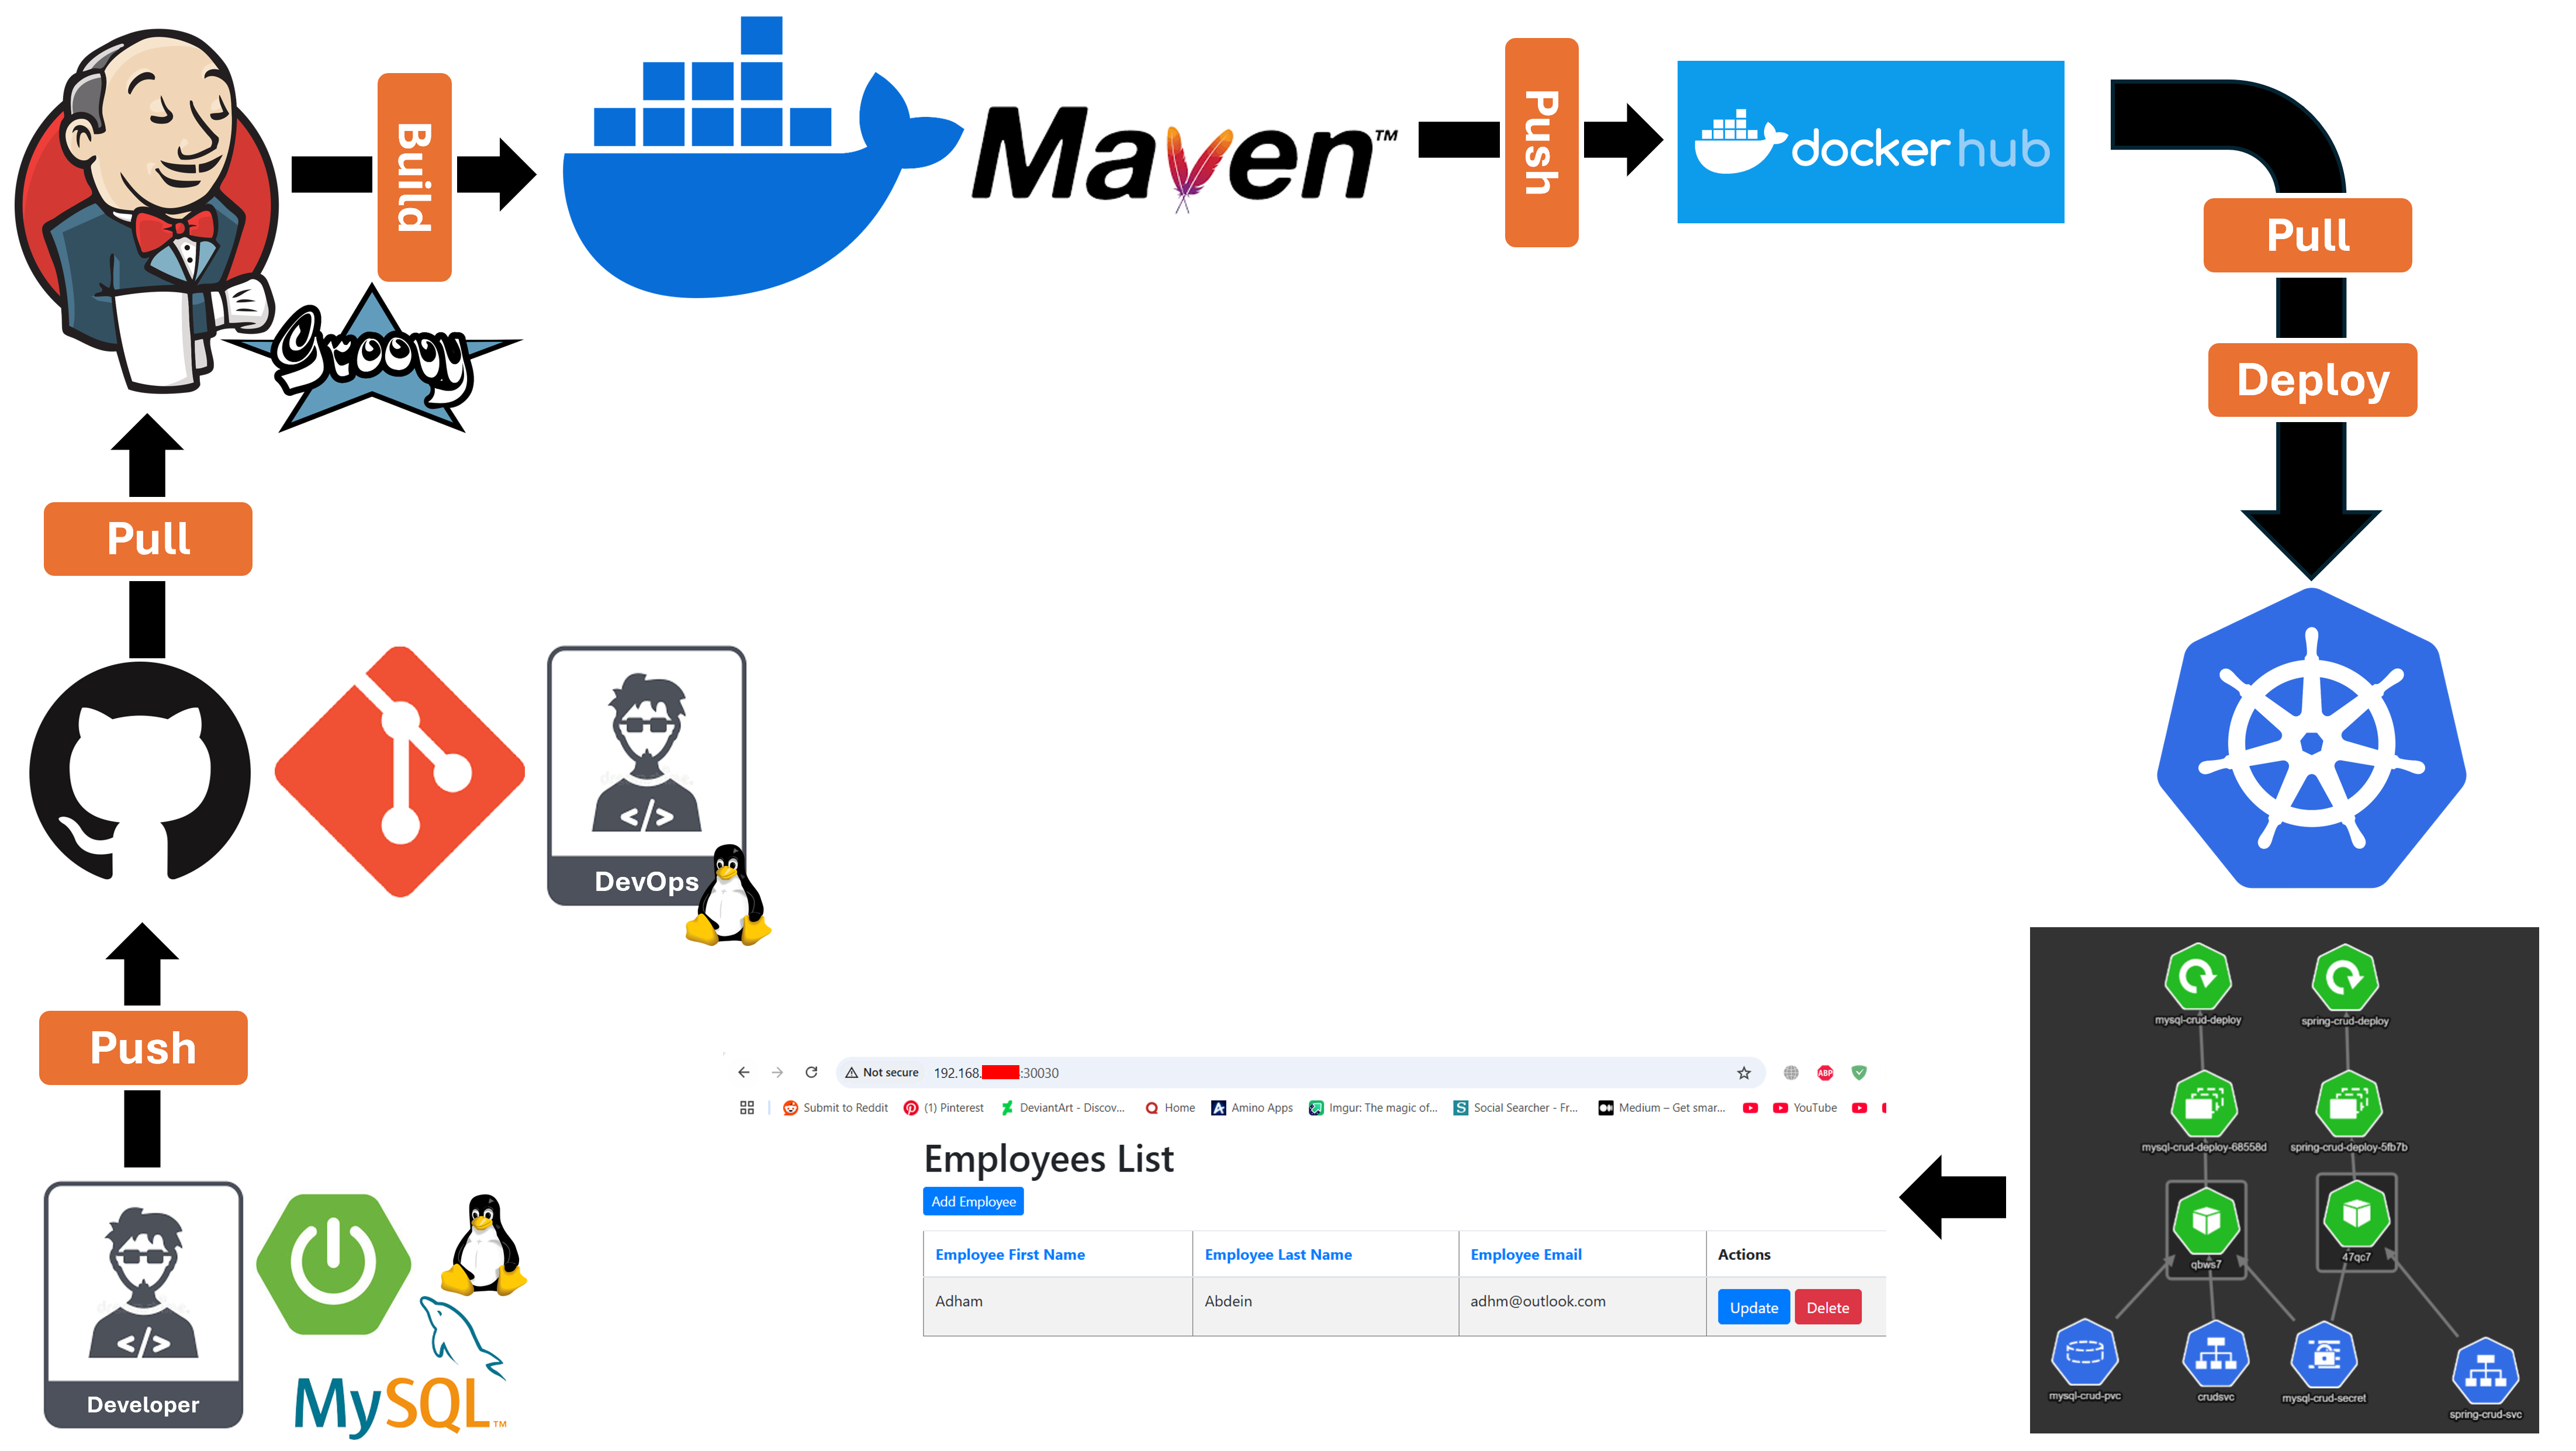 Build
Maven™
Push
dockerhub
Pull
Deploy
Groovy
Pull
DevOps
Push
Developer
MySQL™
Not secure 192.168. :30030
ABP
Submit to Reddit (1) Pinterest DeviantArt - Discov... Home Amino Apps Imgur: The magic of... Social Searcher - Fr... Medium – Get smar... YouTube
Employees List
Add Employee
Employee First Name Employee Last Name Employee Email Actions
Adham Abdein adhm@outlook.com Update Delete
mysql-crud-deploy spring-crud-deploy
mysql-crud-deploy-68558d spring-crud-deploy-5fb7b
qbws7 47qc7
mysql-crud-pvc crudsvc mysql-crud-secret spring-crud-svc